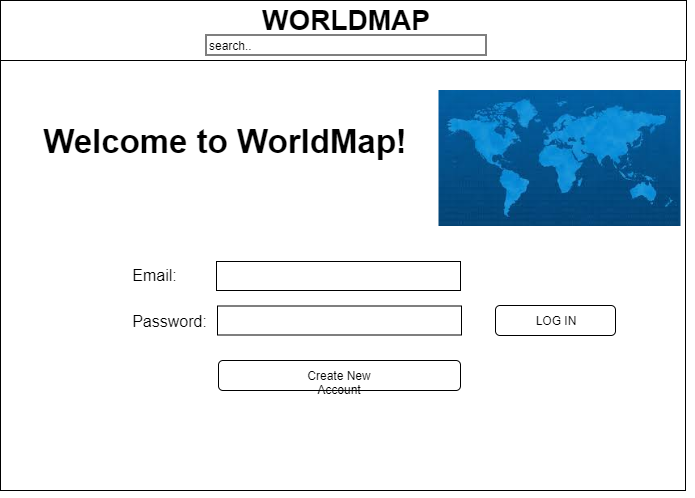 WORLDMAP
search..
Welcome to WorldMap!
Email:
Password:
LOG IN
Create New
Account